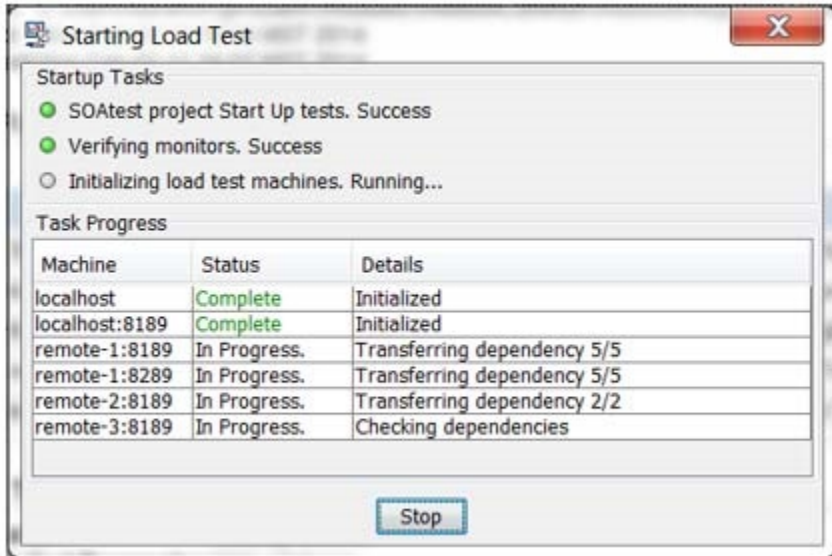 Starting Load Test
Startup Tasks
SOAtest project Start Up tests. Success
Verifying monitors. Success
Initializing load test machines. Running...
Task Progress
Machine Status Details
localhost Complete Initialized
localhost:8189 Complete Initialized
remote-1:8189 In Progress. Transferring dependency 5/5
remote-1:8289 In Progress. Transferring dependency 5/5
remote-2:8189 In Progress. Transferring dependency 2/2
remote-3:8189 In Progress. Checking dependencies
Stop